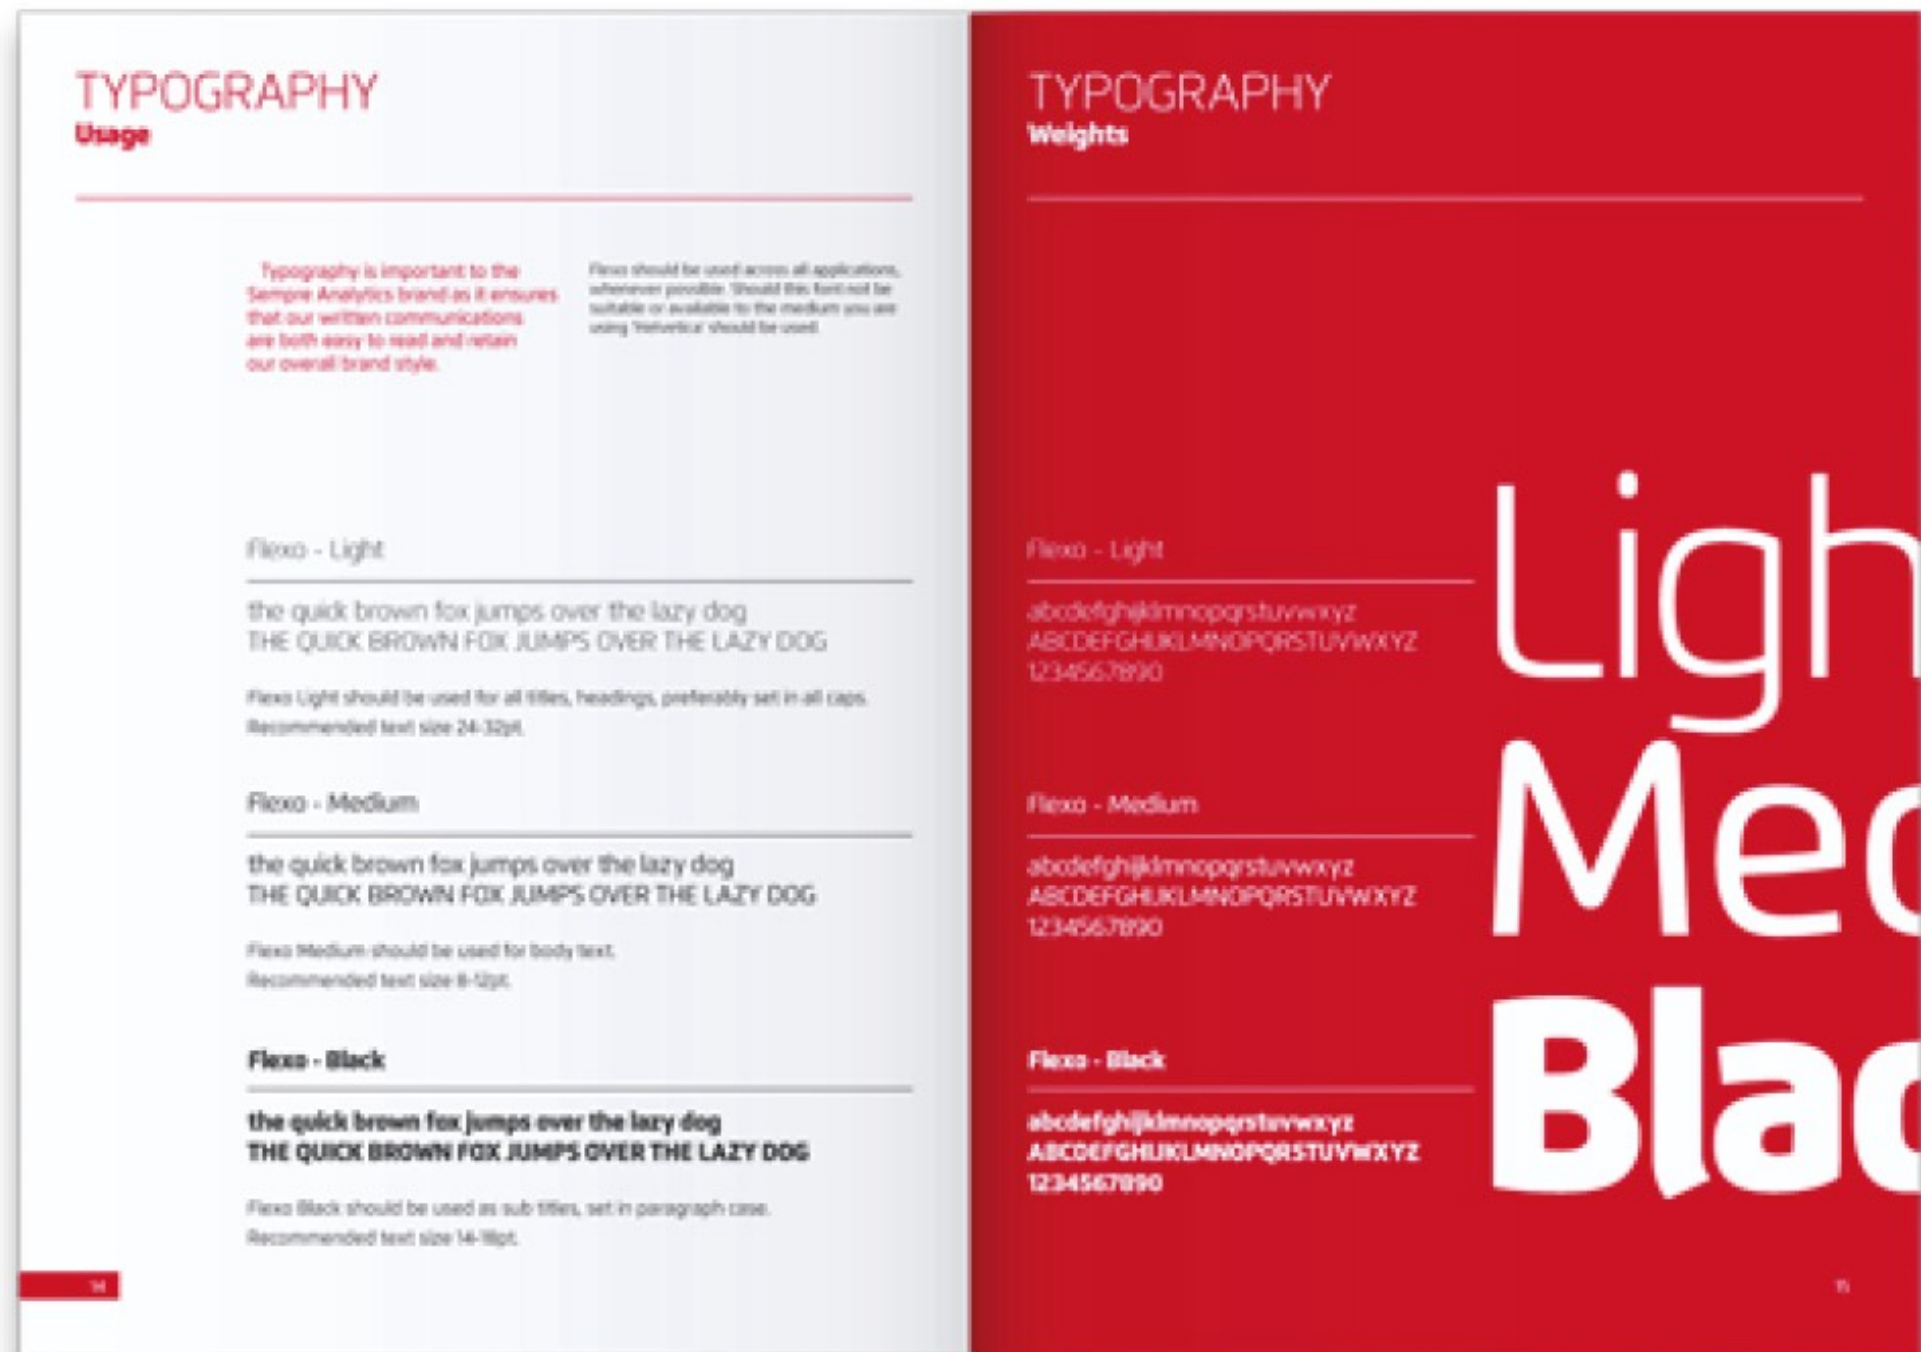 TYPOGRAPHY
Usage
Typography is important to the
Sempre Analytics brand as it ensures
that our written communications
are both easy to read and retain
our overall brand style.
Flexo should be used across all applications,
whenever possible. Should this font not be
suitable or available to the medium you are
using 'Helvetica' should be used.
Flexo - Light
the quick brown fox jumps over the lazy dog
THE QUICK BROWN FOX JUMPS OVER THE LAZY DOG
Flexo Light should be used for all titles, headings, preferably set in all caps.
Recommended text size 24-32pt.
Flexo - Medium
the quick brown fox jumps over the lazy dog
THE QUICK BROWN FOX JUMPS OVER THE LAZY DOG
Flexo Medium should be used for body text.
Recommended text size 8-12pt.
Flexo - Black
the quick brown fox jumps over the lazy dog
THE QUICK BROWN FOX JUMPS OVER THE LAZY DOG
Flexo Black should be used as sub titles, set in paragraph case.
Recommended text size 14-18pt.
14
TYPOGRAPHY
Weights
Flexo - Light
abcdefghijklmnopqrstuvwxyz
ABCDEFGHIJKLMNOPQRSTUVWXYZ
1234567890
Flexo - Medium
abcdefghijklmnopqrstuvwxyz
ABCDEFGHIJKLMNOPQRSTUVWXYZ
1234567890
Flexo - Black
abcdefghijklmnopqrstuvwxyz
ABCDEFGHIJKLMNOPQRSTUVWXYZ
1234567890
Ligh
Med
Blac
15